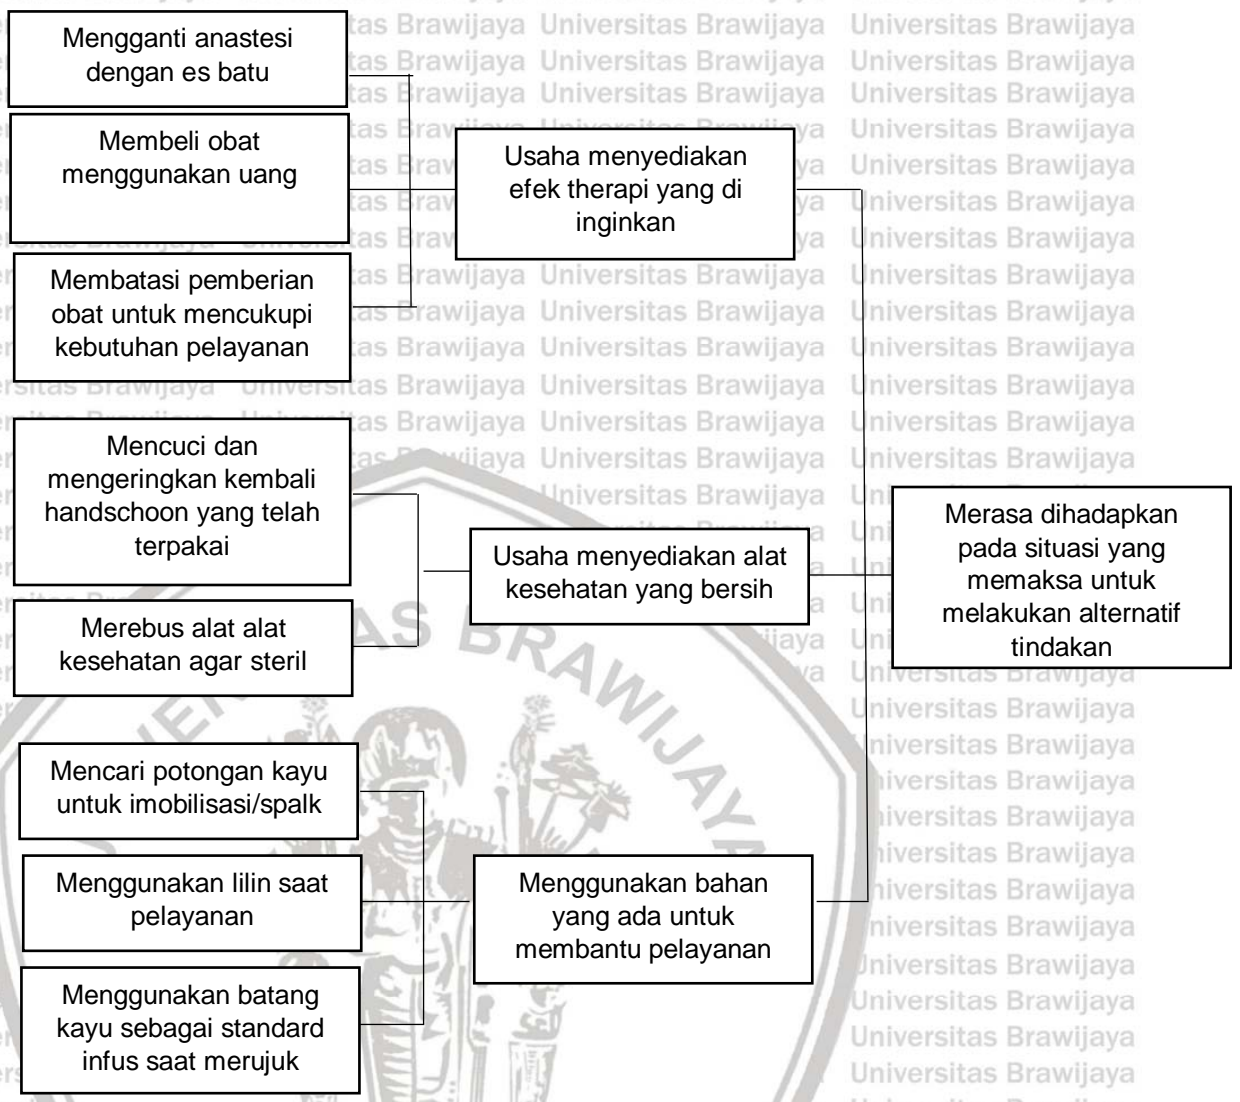 Mengganti anastesi
dengan es batu
Membeli obat
menggunakan uang
Membatasi pemberian
obat untuk mencukupi
kebutuhan pelayanan
Usaha menyediakan
efek therapi yang di
inginkan
Mencuci dan
mengeringkan kembali
handschoon yang telah
terpakai
Merebus alat alat
kesehatan agar steril
Usaha menyediakan alat
kesehatan yang bersih
Mencari potongan kayu
untuk imobilisasi/spalk
Menggunakan lilin saat
pelayanan
Menggunakan batang
kayu sebagai standard
infus saat merujuk
Menggunakan bahan
yang ada untuk
membantu pelayanan
Merasa dihadapkan
pada situasi yang
memaksa untuk
melakukan alternatif
tindakan
Universitas Brawijaya